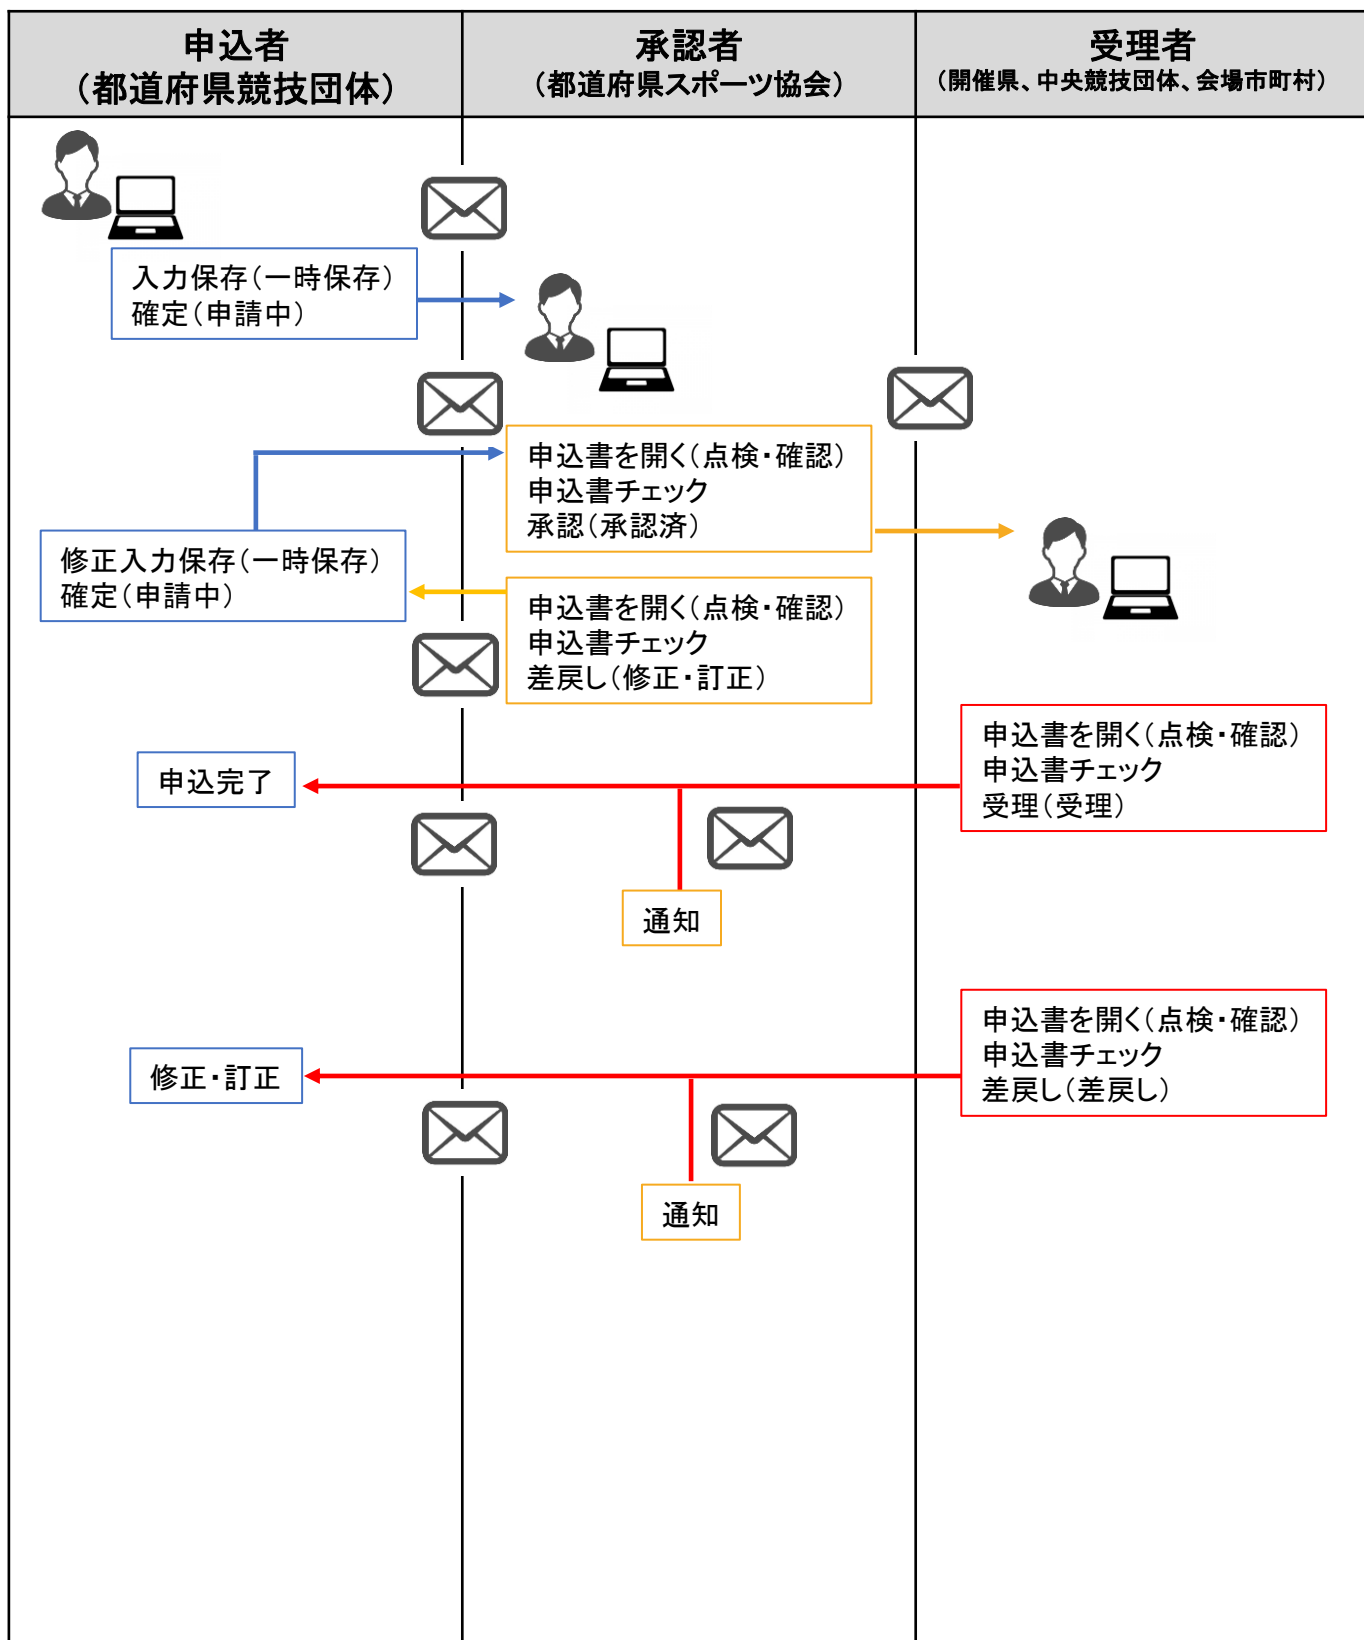 申込者
（都道府県競技団体）
承認者
（都道府県スポーツ協会）
受理者
（開催県、中央競技団体、会場市町村）
入力保存（一時保存）
確定（申請中）
申込書を開く（点検・確認）
申込書チェック
承認（承認済）
修正入力保存（一時保存）
確定（申請中）
申込書を開く（点検・確認）
申込書チェック
差戻し（修正・訂正）
申込書を開く（点検・確認）
申込書チェック
受理（受理）
申込完了
通知
申込書を開く（点検・確認）
申込書チェック
差戻し（差戻し）
修正・訂正
通知